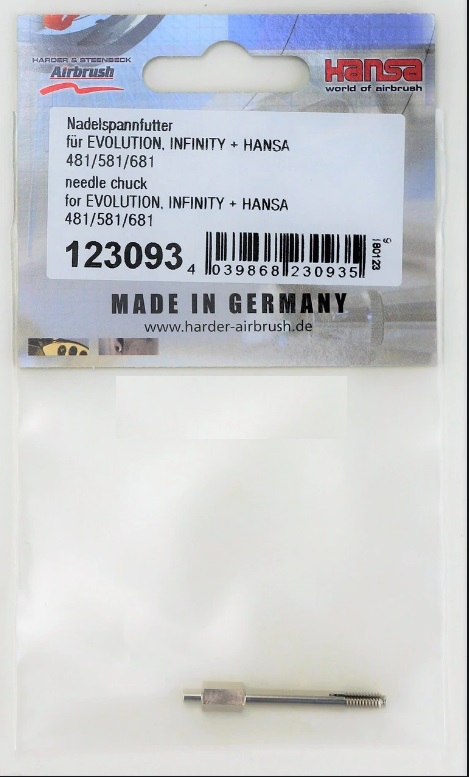 HARDER & STEENBECK
Airbrush
Hansa
world of airbrush
Nadelspannfutter
für EVOLUTION, INFINITY + HANSA
481/581/681
needle chuck
for EVOLUTION, INFINITY + HANSA
481/581/681
123093
4 039868 230935
9
180123
MADE IN GERMANY
www.harder-airbrush.de